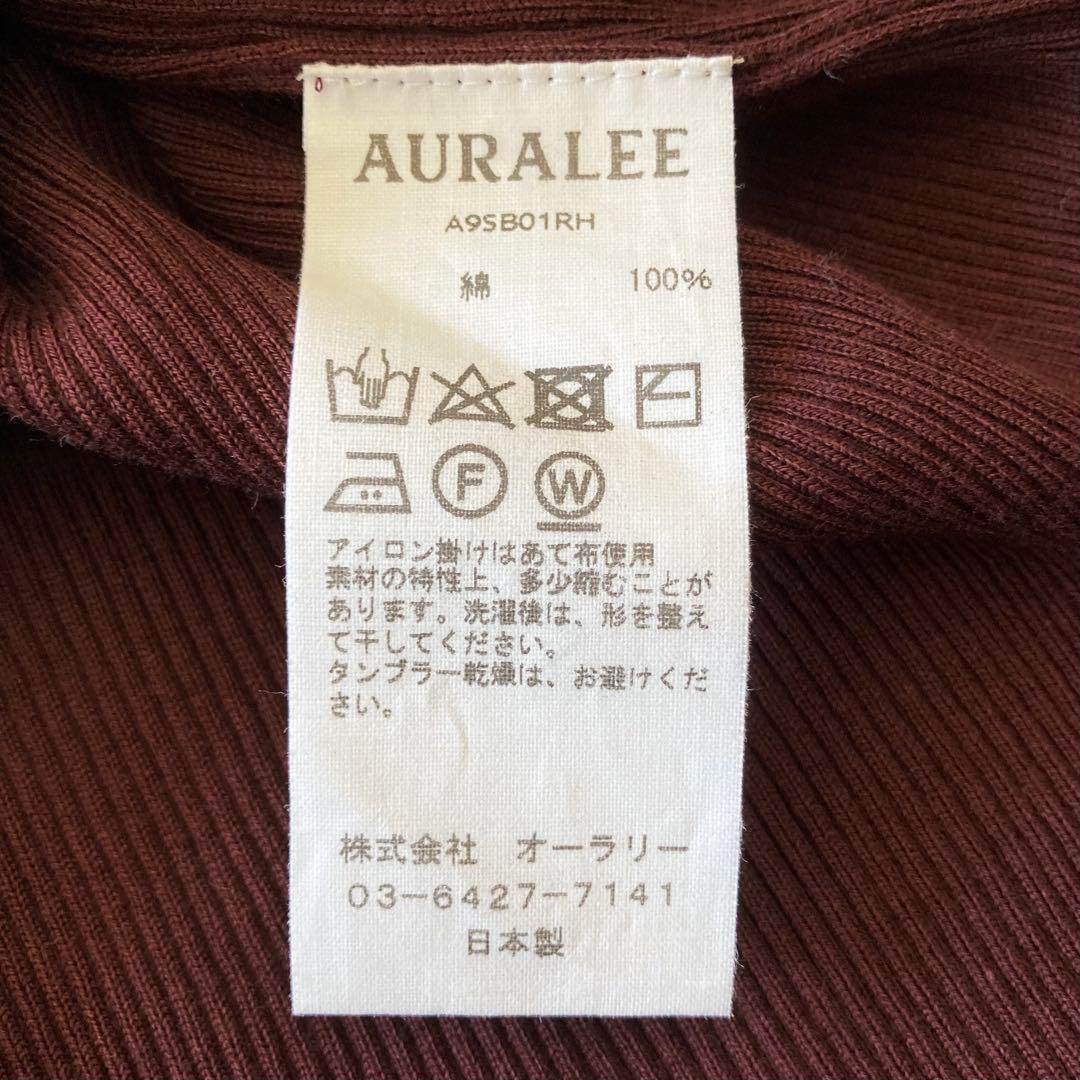 AURALEE
A9SB01RH
綿 100%
F W
アイロン掛けはあて布使用
素材の特性上、多少縮むことが
あります。洗濯後は、形を整え
て干してください。
タンブラー乾燥は、お避けくだ
さい。
株式会社 オーラリー
03-6427-7141
日本製